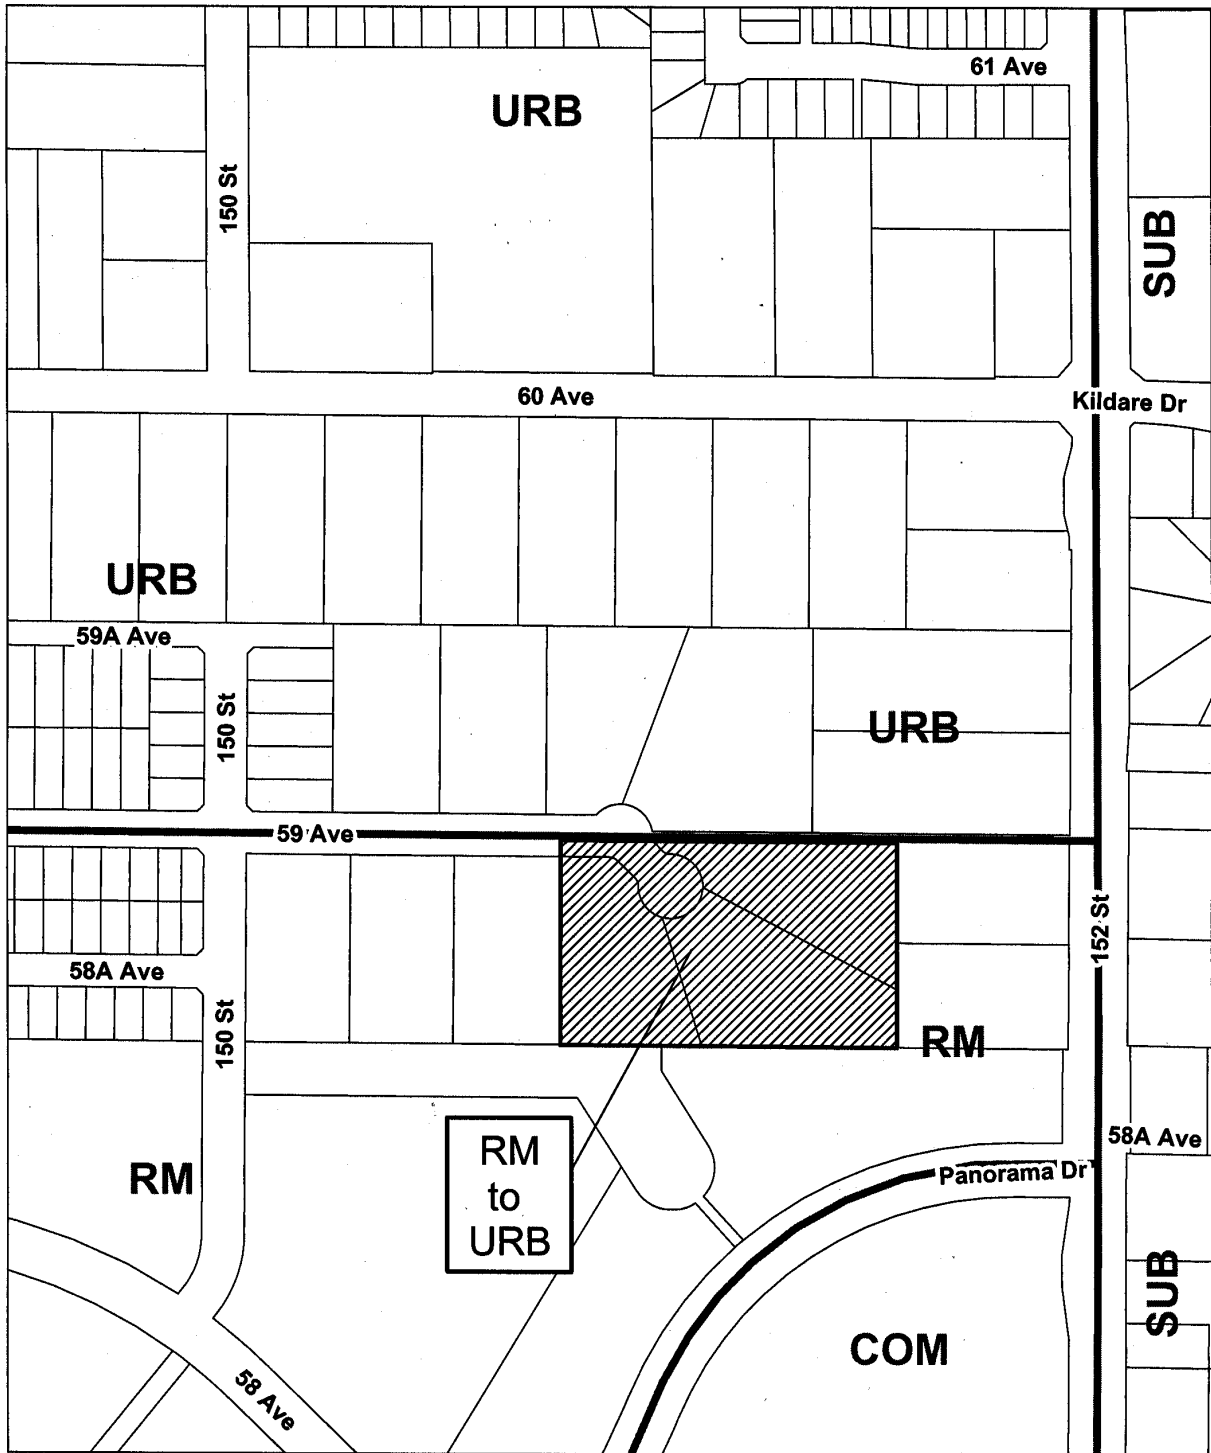 61 Ave
URB
150 St
SUB
60 Ave
Kildare Dr
URB
59A Ave
150 St
URB
59 Ave
152 St
58A Ave
150 St
RM
58A Ave
RM
to
URB
RM
Panorama Dr
SUB
COM
58 Ave